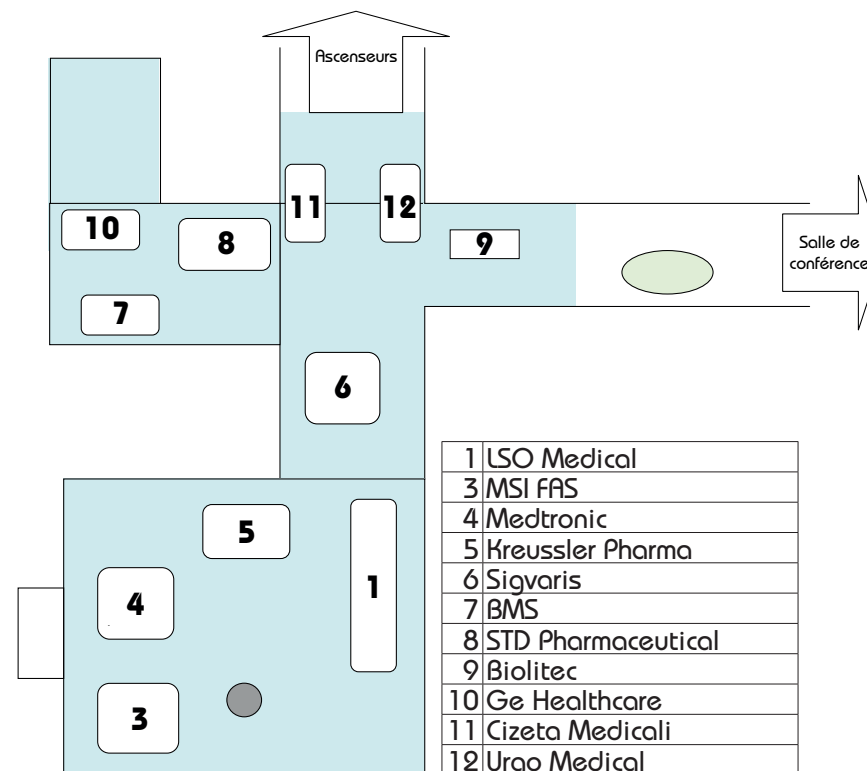 Ascenseurs
10
8
11
12
9
Salle de
conférence
7
6
5
1
4
3
1 LSO Medical
3 MSI FAS
4 Medtronic
5 Kreussler Pharma
6 Sigvaris
7 BMS
8 STD Pharmaceutical
9 Biolitec
10 Ge Healthcare
11 Cizeta Medicali
12 Urgo Medical